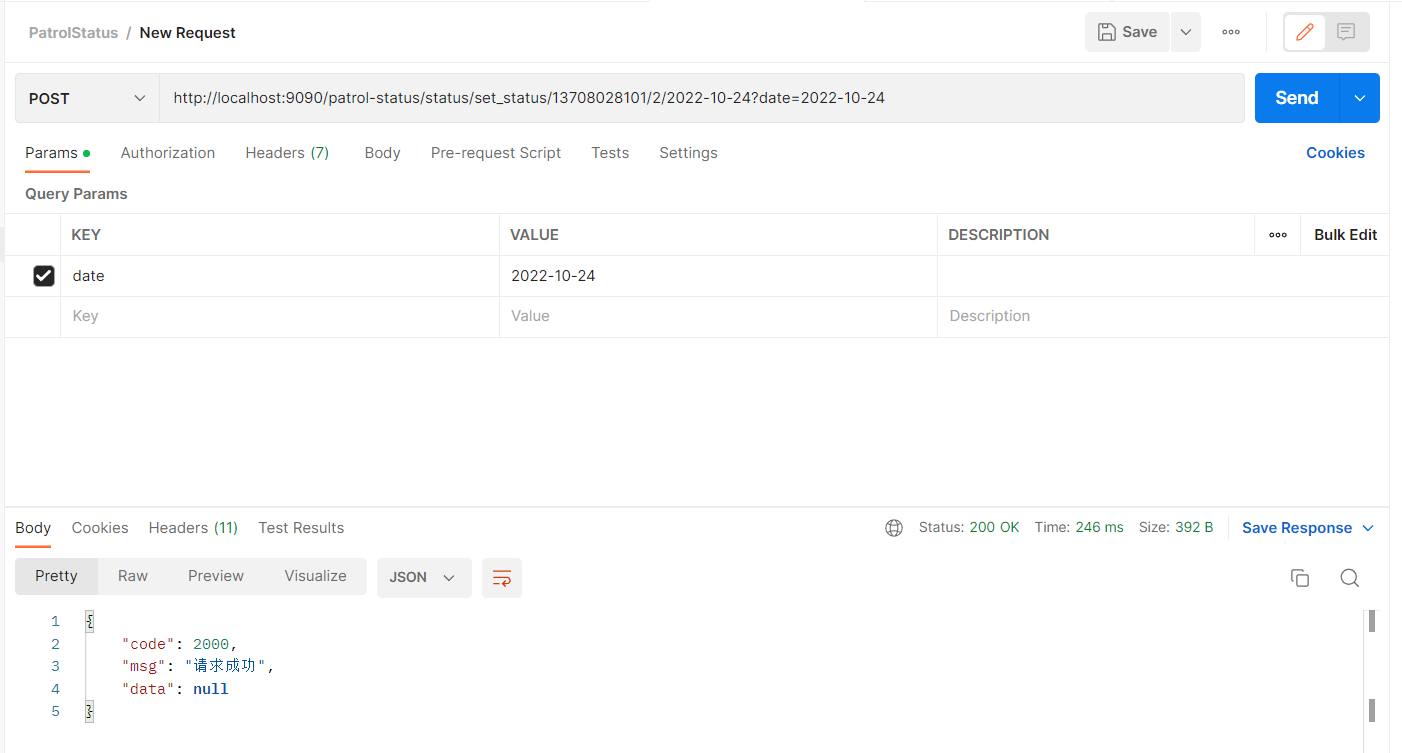 PatrolStatus / New Request
Save
POST
http://localhost:9090/patrol-status/status/set_status/13708028101/2/2022-10-24?date=2022-10-24
Send
Params Authorization Headers (7) Body Pre-request Script Tests Settings Cookies
Query Params
KEY VALUE DESCRIPTION ooo Bulk Edit
date 2022-10-24
Key Value Description
Body Cookies Headers (11) Test Results Status: 200 OK Time: 246 ms Size: 392 B Save Response
Pretty Raw Preview Visualize JSON
1 {
2 "code": 2000,
3 "msg": "请求成功",
4 "data": null
5 }